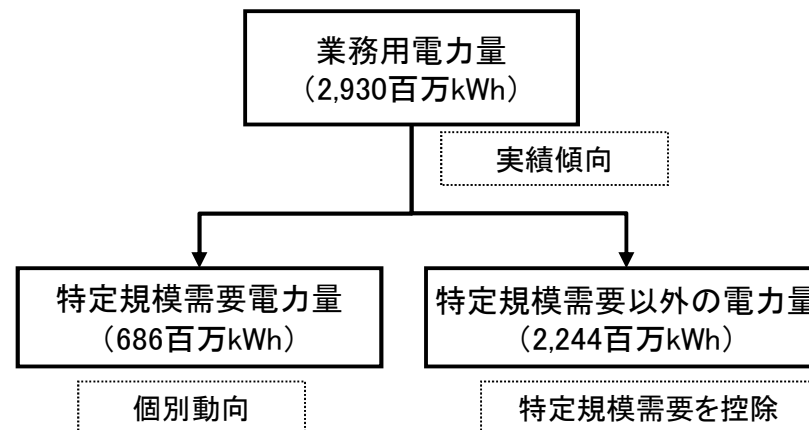 業務用電力量
（2,930百万kWh）
実績傾向
特定規模需要電力量
（686百万kWh）
特定規模需要以外の電力量
（2,244百万kWh）
個別動向
特定規模需要を控除